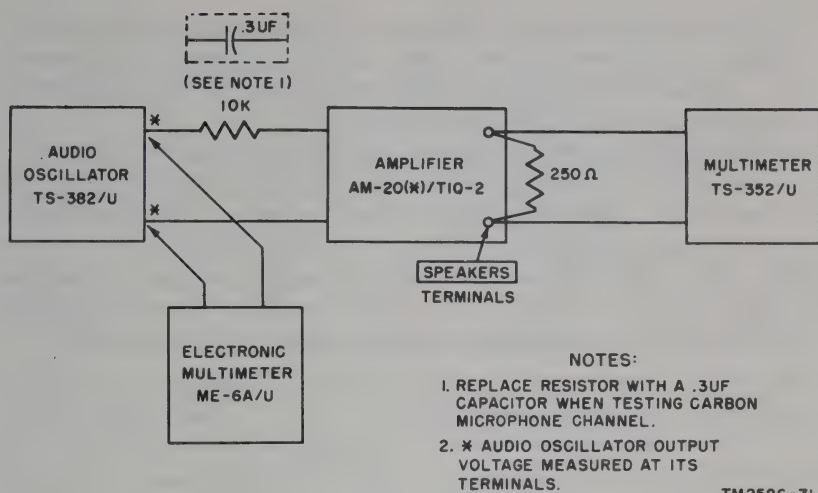 .3UF
(SEE NOTE 1)
10K
*
*
AUDIO
OSCILLATOR
TS-382/U
AMPLIFIER
AM-20(*)/TIQ-2
250Ω
MULTIMETER
TS-352/U
SPEAKERS
TERMINALS
ELECTRONIC
MULTIMETER
ME-6A/U
NOTES:
1. REPLACE RESISTOR WITH A .3UF
CAPACITOR WHEN TESTING CARBON
MICROPHONE CHANNEL.
2. * AUDIO OSCILLATOR OUTPUT
VOLTAGE MEASURED AT ITS
TERMINALS.